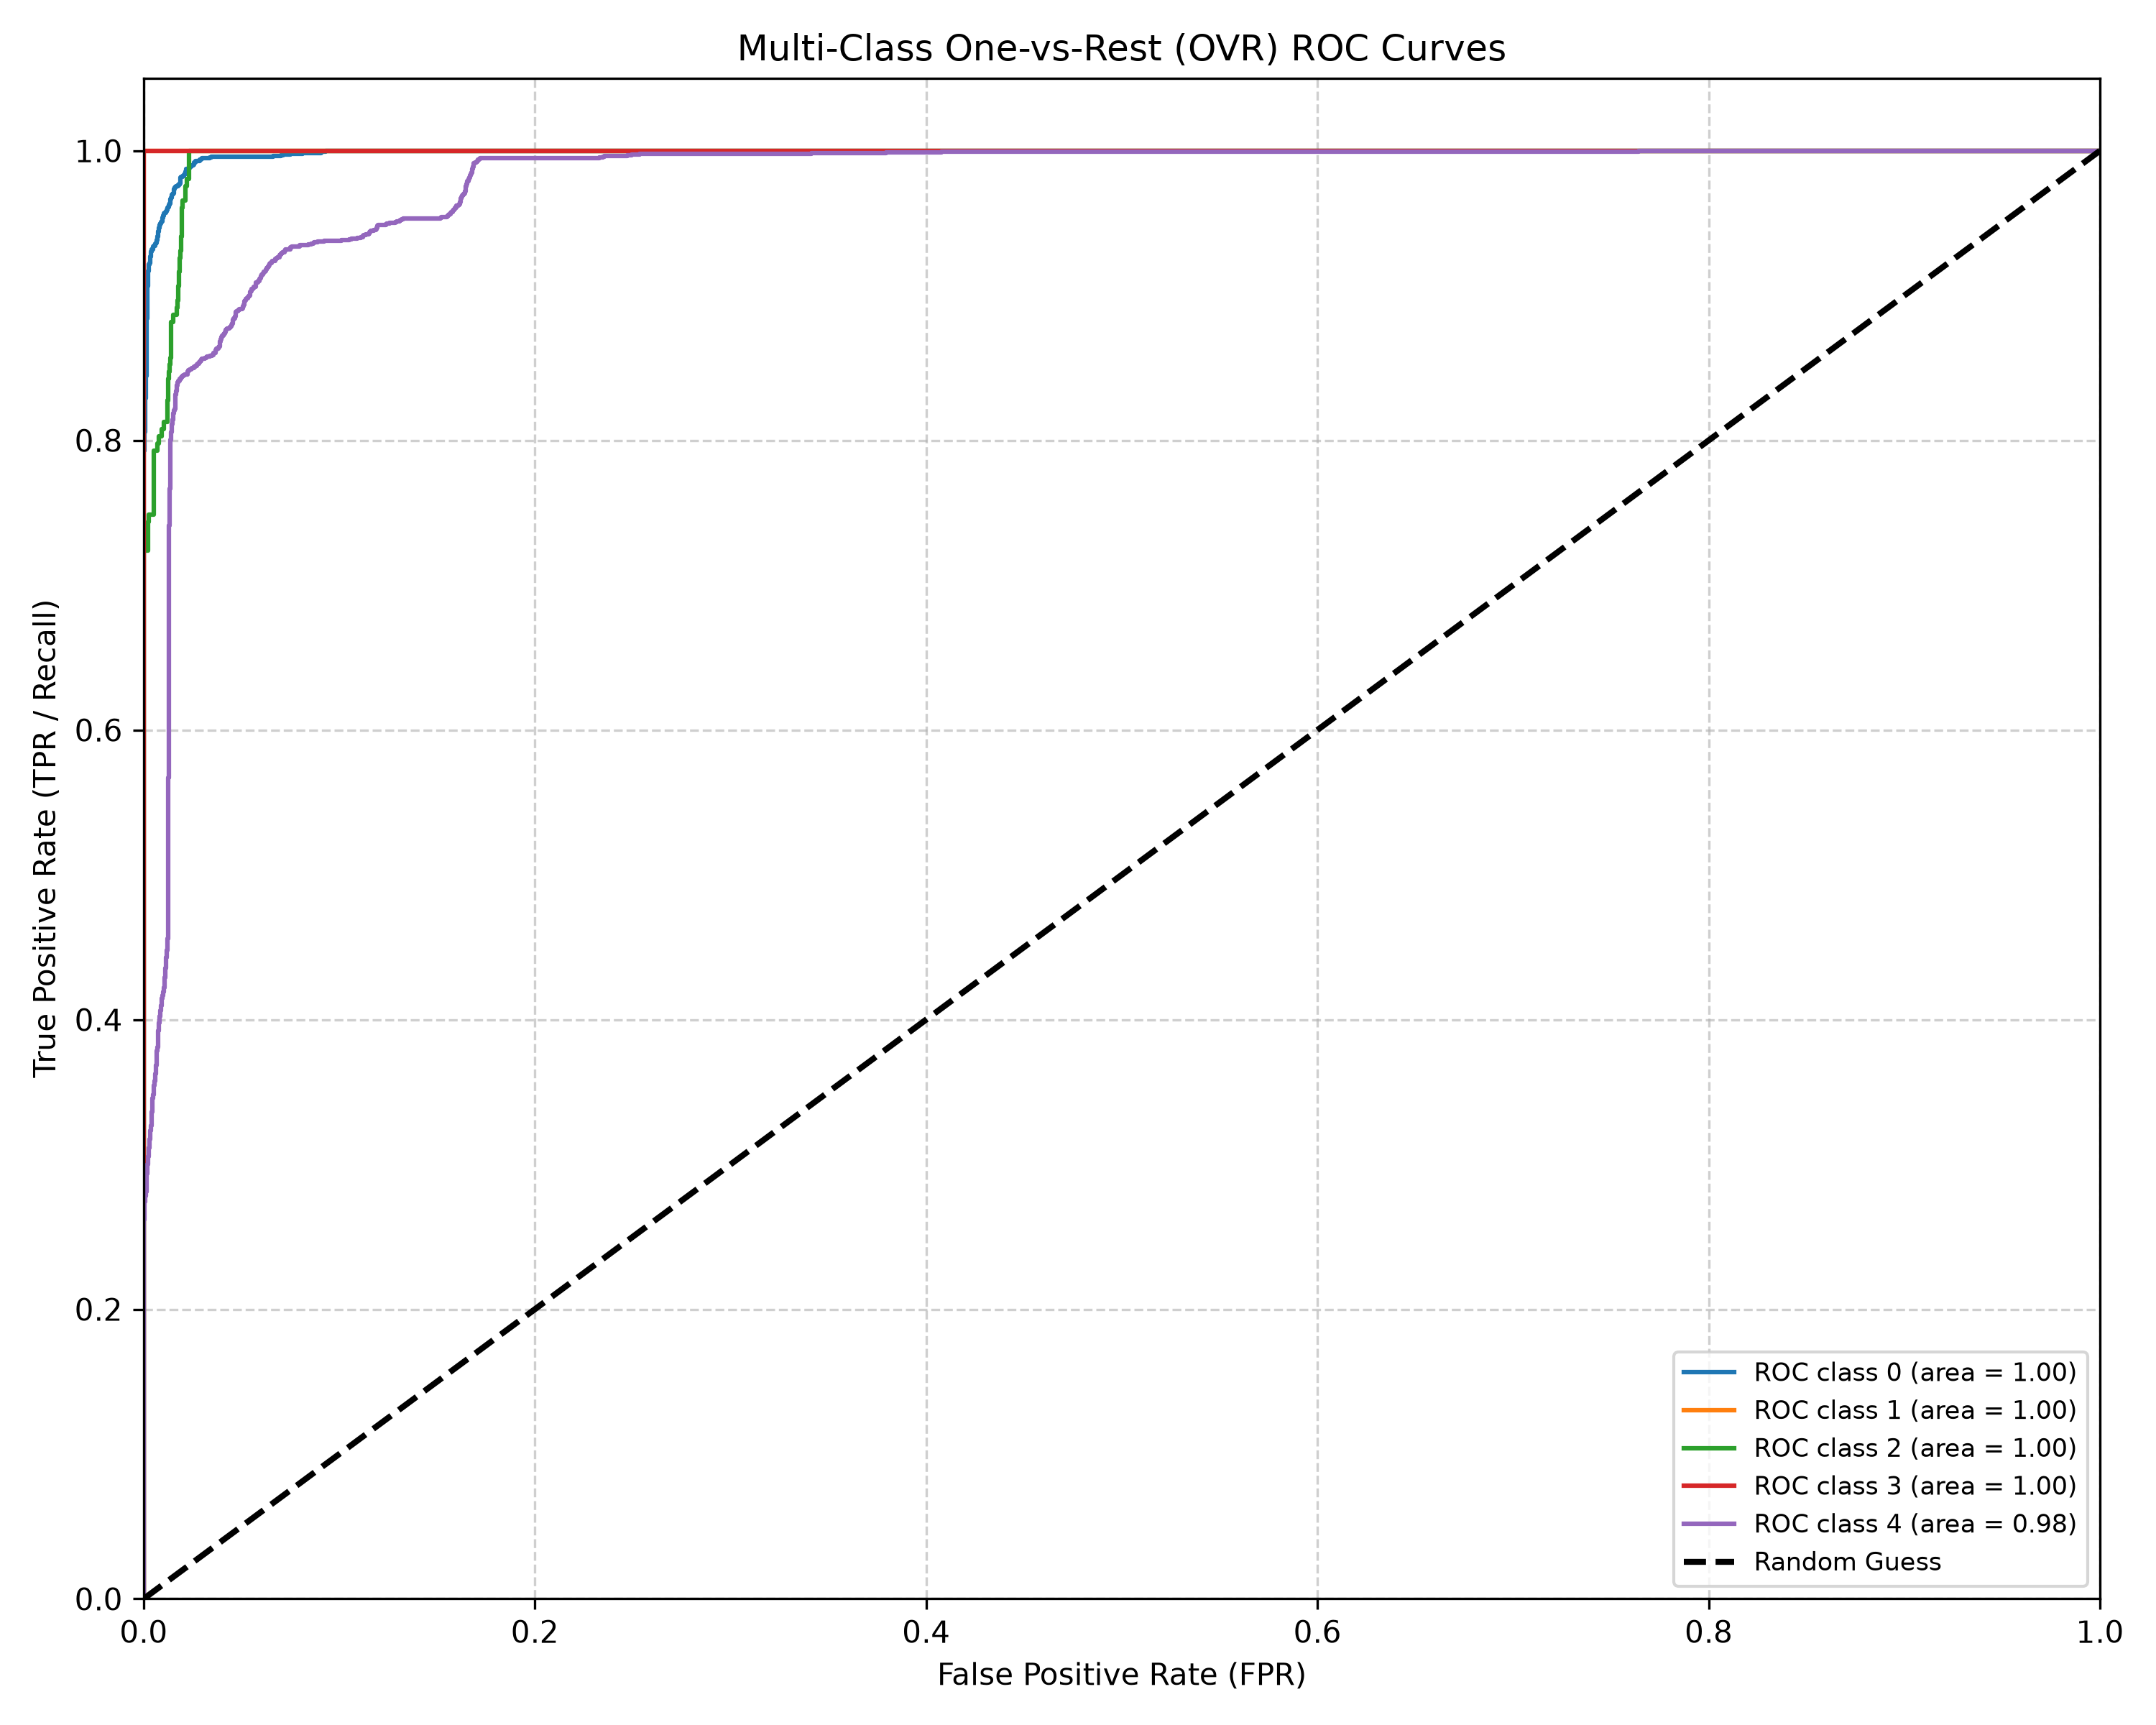 Multi-Class One-vs-Rest (OVR) ROC Curves
True Positive Rate (TPR / Recall)
1.0
0.8
0.6
0.4
0.2
0.0
0.0 0.2 0.4 0.6 0.8 1.0
False Positive Rate (FPR)
ROC class 0 (area = 1.00)
ROC class 1 (area = 1.00)
ROC class 2 (area = 1.00)
ROC class 3 (area = 1.00)
ROC class 4 (area = 0.98)
Random Guess